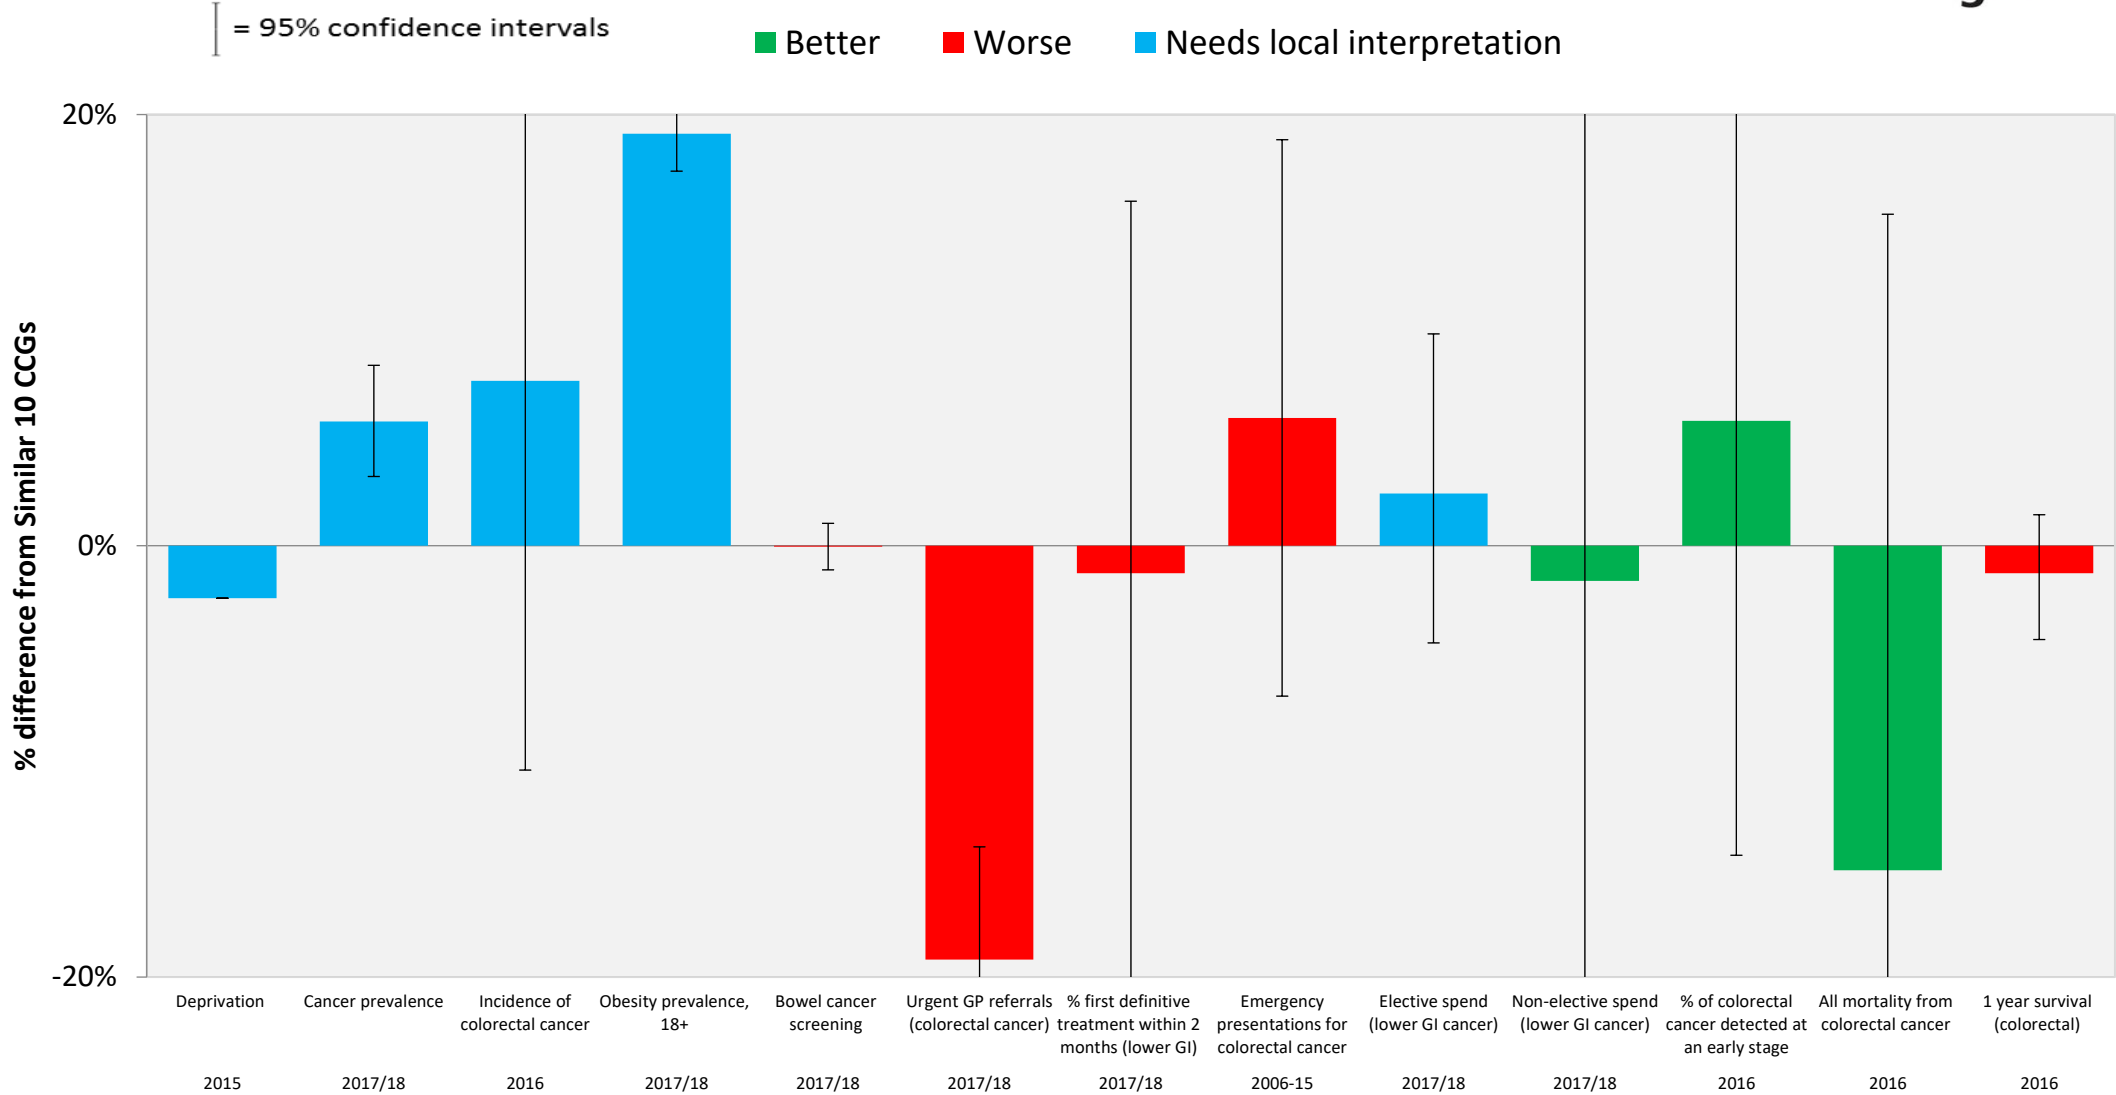 = 95% confidence intervals
Better
Worse
Needs local interpretation
20%
0%
-20%
% difference from Similar 10 CCGs
Deprivation
2015
Cancer prevalence
2017/18
Incidence of
colorectal cancer
2016
Obesity prevalence,
18+
2017/18
Bowel cancer
screening
2017/18
Urgent GP referrals
(colorectal cancer)
2017/18
% first definitive
treatment within 2
months (lower GI)
2017/18
Emergency
presentations for
colorectal cancer
2006-15
Elective spend
(lower GI cancer)
2017/18
Non-elective spend
(lower GI cancer)
2017/18
% of colorectal
cancer detected at
an early stage
2016
All mortality from
colorectal cancer
2016
1 year survival
(colorectal)
2016